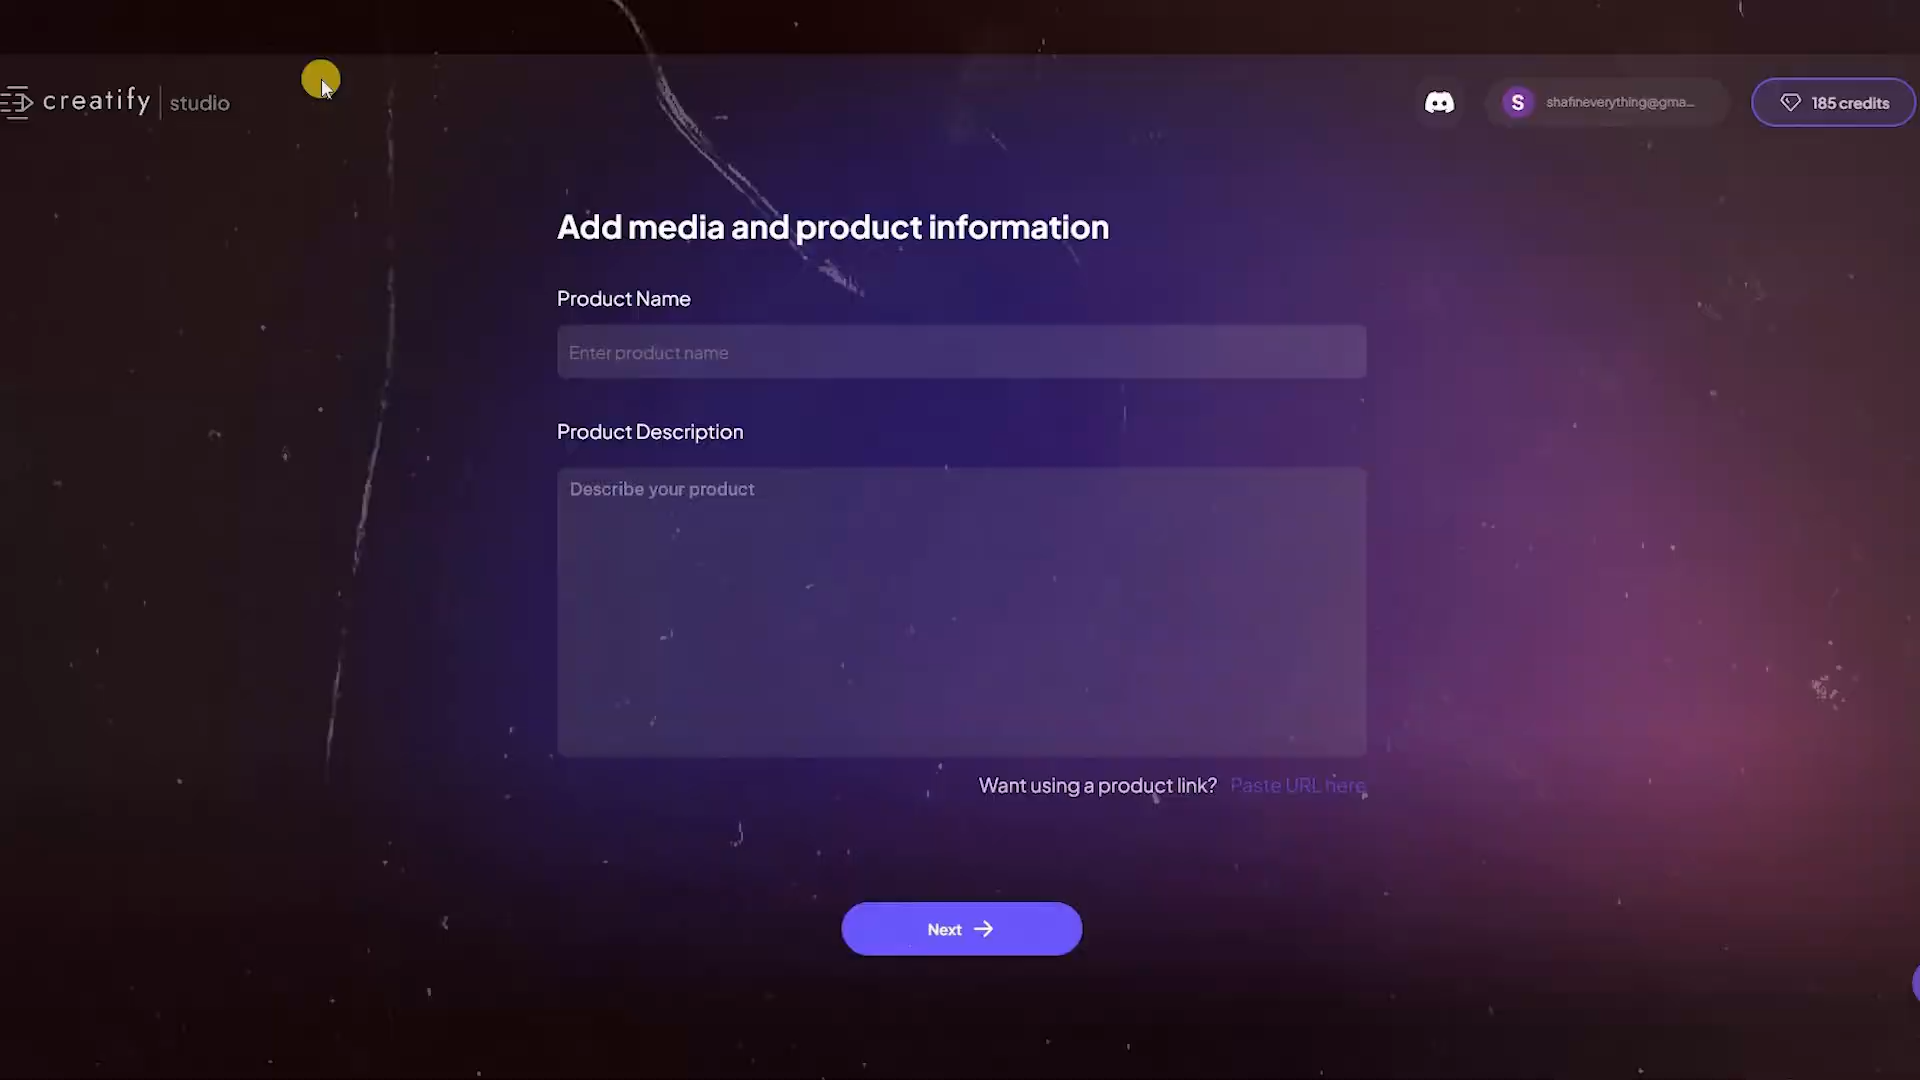 creatify studio
S shafineverything@gma...
185 credits
Add media and product information
Product Name
Enter product name
Product Description
Describe your product
Want using a product link? Paste URL here
Next